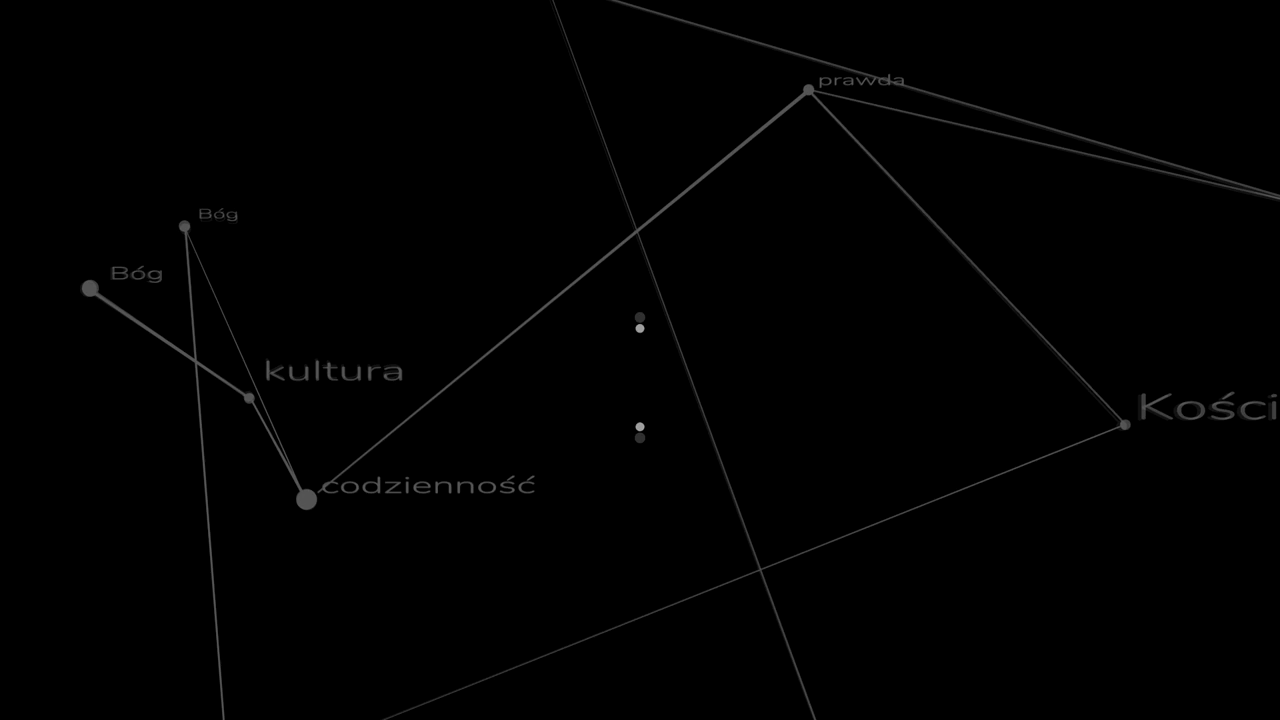 prawda
Bóg
Bóg
kultura
Kości
codzienność